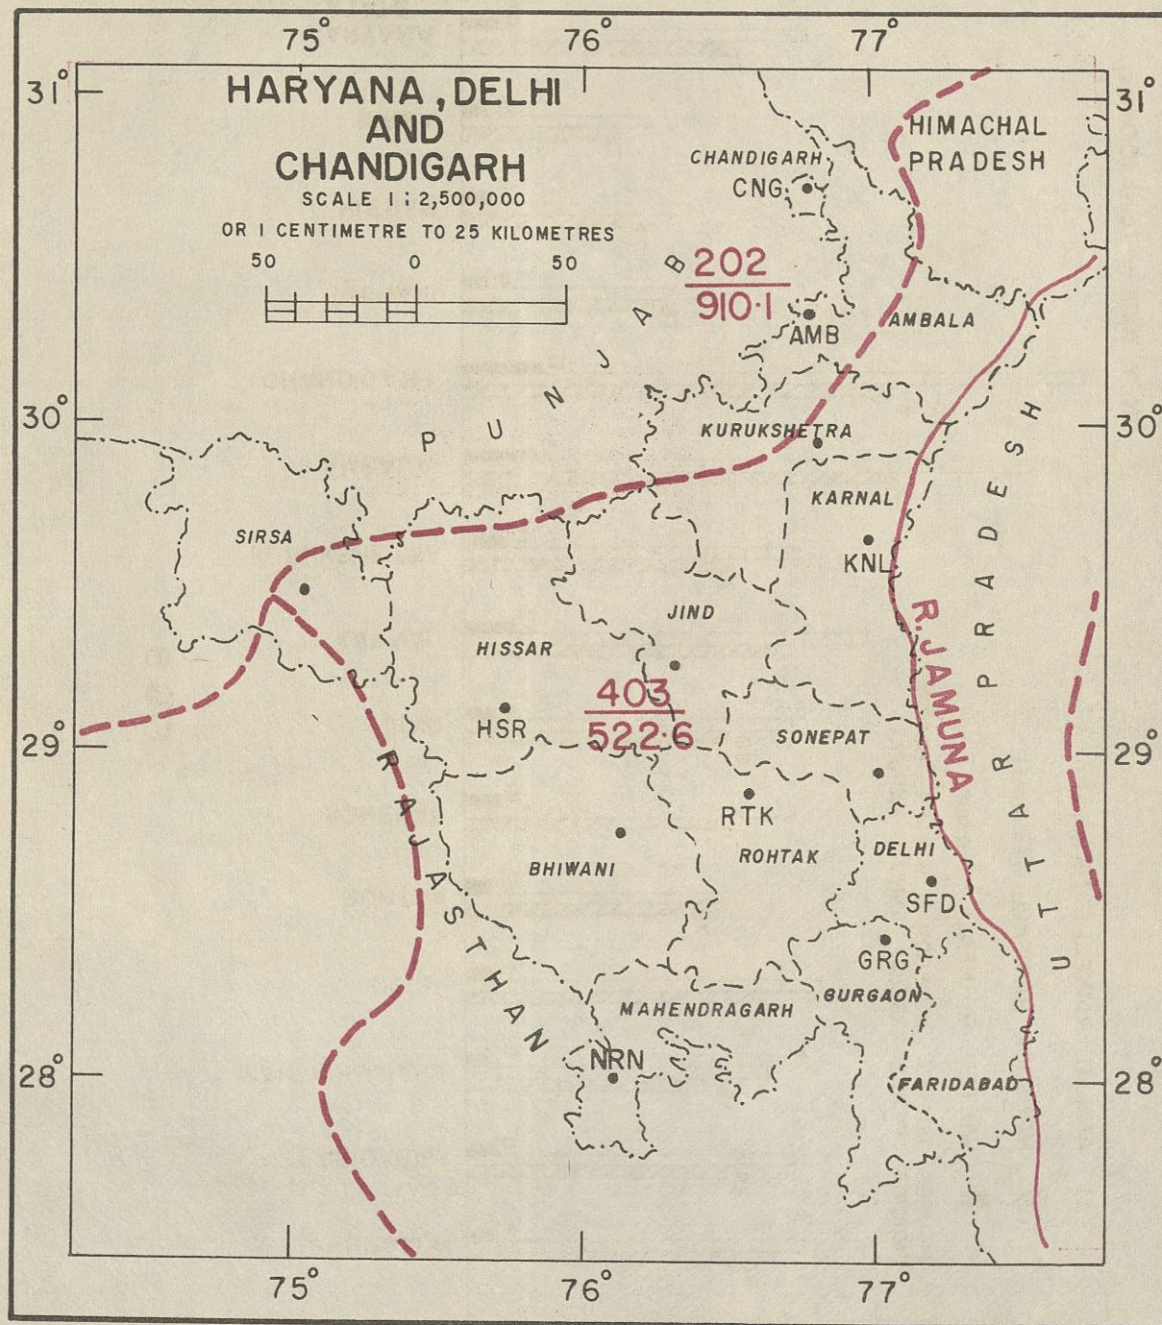 75° 76° 77°
31° 31°
HARYANA, DELHI
AND
CHANDIGARH
SCALE 1 : 2,500,000
OR 1 CENTIMETRE TO 25 KILOMETRES
50 0 50
HIMACHAL
PRADESH
CHANDIGARH
CNG
202
910·1
AMB
AMBALA
PUNJAB
30° 30°
KURUKSHETRA
KARNAL
KNL
SIRSA
JIND
HISSAR
HSR
403
522·6
R. JAMUNA
UTTAR PRADESH
29° 29°
SONEPAT
RTK
ROHTAK
DELHI
SFD
BHIWANI
RAJASTHAN
GRG
GURGAON
MAHENDRAGARH
NRN
28° 28°
FARIDABAD
75° 76° 77°